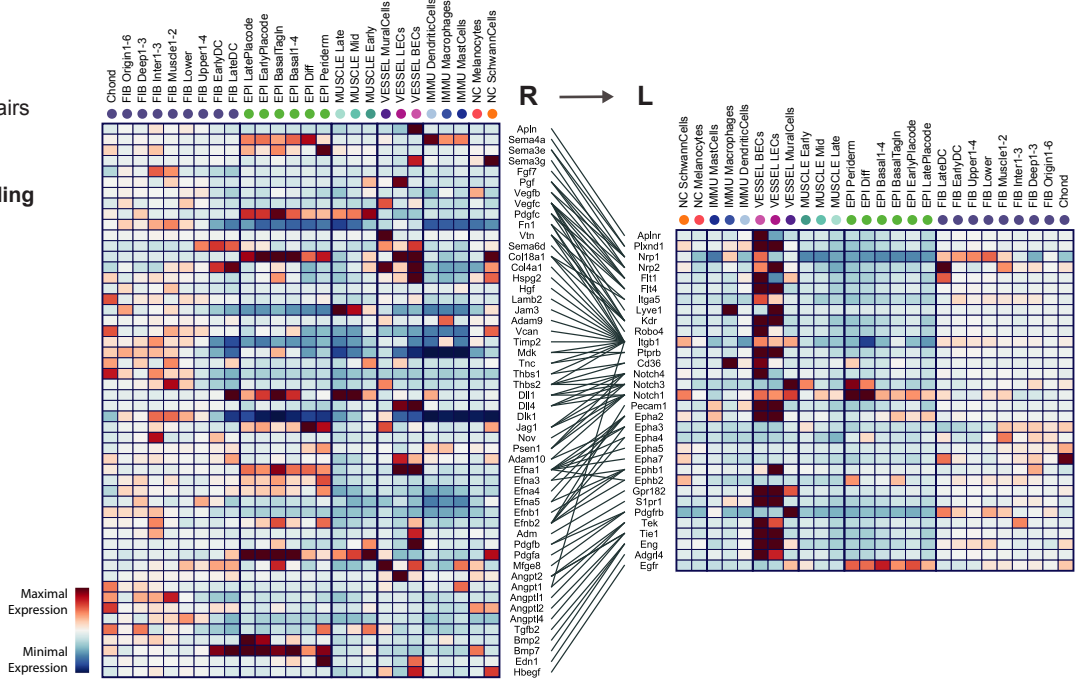 airs
ling
Chond
FIB Origin1-6
FIB Deep1-3
FIB Inter1-3
FIB Muscle1-2
FIB Lower
FIB Upper1-4
FIB EarlyDC
FIB LateDC
EPI LatePlacode
EPI EarlyPlacode
EPI BasalTagln
EPI Basal1-4
EPI Diff
EPI Periderm
MUSCLE Late
MUSCLE Mid
MUSCLE Early
VESSEL MuralCells
VESSEL LECs
VESSEL BECs
IMMU DendriticCells
IMMU Macrophages
IMMU MastCells
NC Melanocytes
NC SchwannCells
R
L
Apln
Sema4a
Sema3e
Sema3g
Fgf7
Pgf
Vegfb
Vegfc
Pdgfc
Fn1
Vtn
Sema6d
Col18a1
Col4a1
Hspg2
Hgf
Lamb2
Jam3
Adam9
Vcan
Timp2
Mdk
Tnc
Thbs1
Thbs2
Dll1
Dll4
Dlk1
Jag1
Nov
Psen1
Adam10
Efna1
Efna3
Efna4
Efna5
Efnb1
Efnb2
Adm
Pdgfb
Pdgfa
Mfge8
Angpt2
Angpt1
Angptl1
Angptl2
Angptl4
Tgfb2
Bmp2
Bmp7
Edn1
Hbegf
NC SchwannCells
NC Melanocytes
IMMU MastCells
IMMU Macrophages
IMMU DendriticCells
VESSEL BECs
VESSEL LECs
VESSEL MuralCells
MUSCLE Early
MUSCLE Mid
MUSCLE Late
EPI Periderm
EPI Diff
EPI Basal1-4
EPI BasalTagln
EPI EarlyPlacode
EPI LatePlacode
FIB LateDC
FIB EarlyDC
FIB Upper1-4
FIB Lower
FIB Muscle1-2
FIB Inter1-3
FIB Deep1-3
FIB Origin1-6
Chond
Aplnr
Plxnd1
Nrp1
Nrp2
Flt1
Flt4
Itga5
Lyve1
Kdr
Robo4
Itgb1
Ptprb
Cd36
Notch4
Notch3
Notch1
Pecam1
Epha2
Epha3
Epha4
Epha5
Epha7
Ephb1
Ephb2
Gpr182
S1pr1
Pdgfrb
Tek
Tie1
Eng
Adgrl4
Egfr
Maximal
Expression
Minimal
Expression